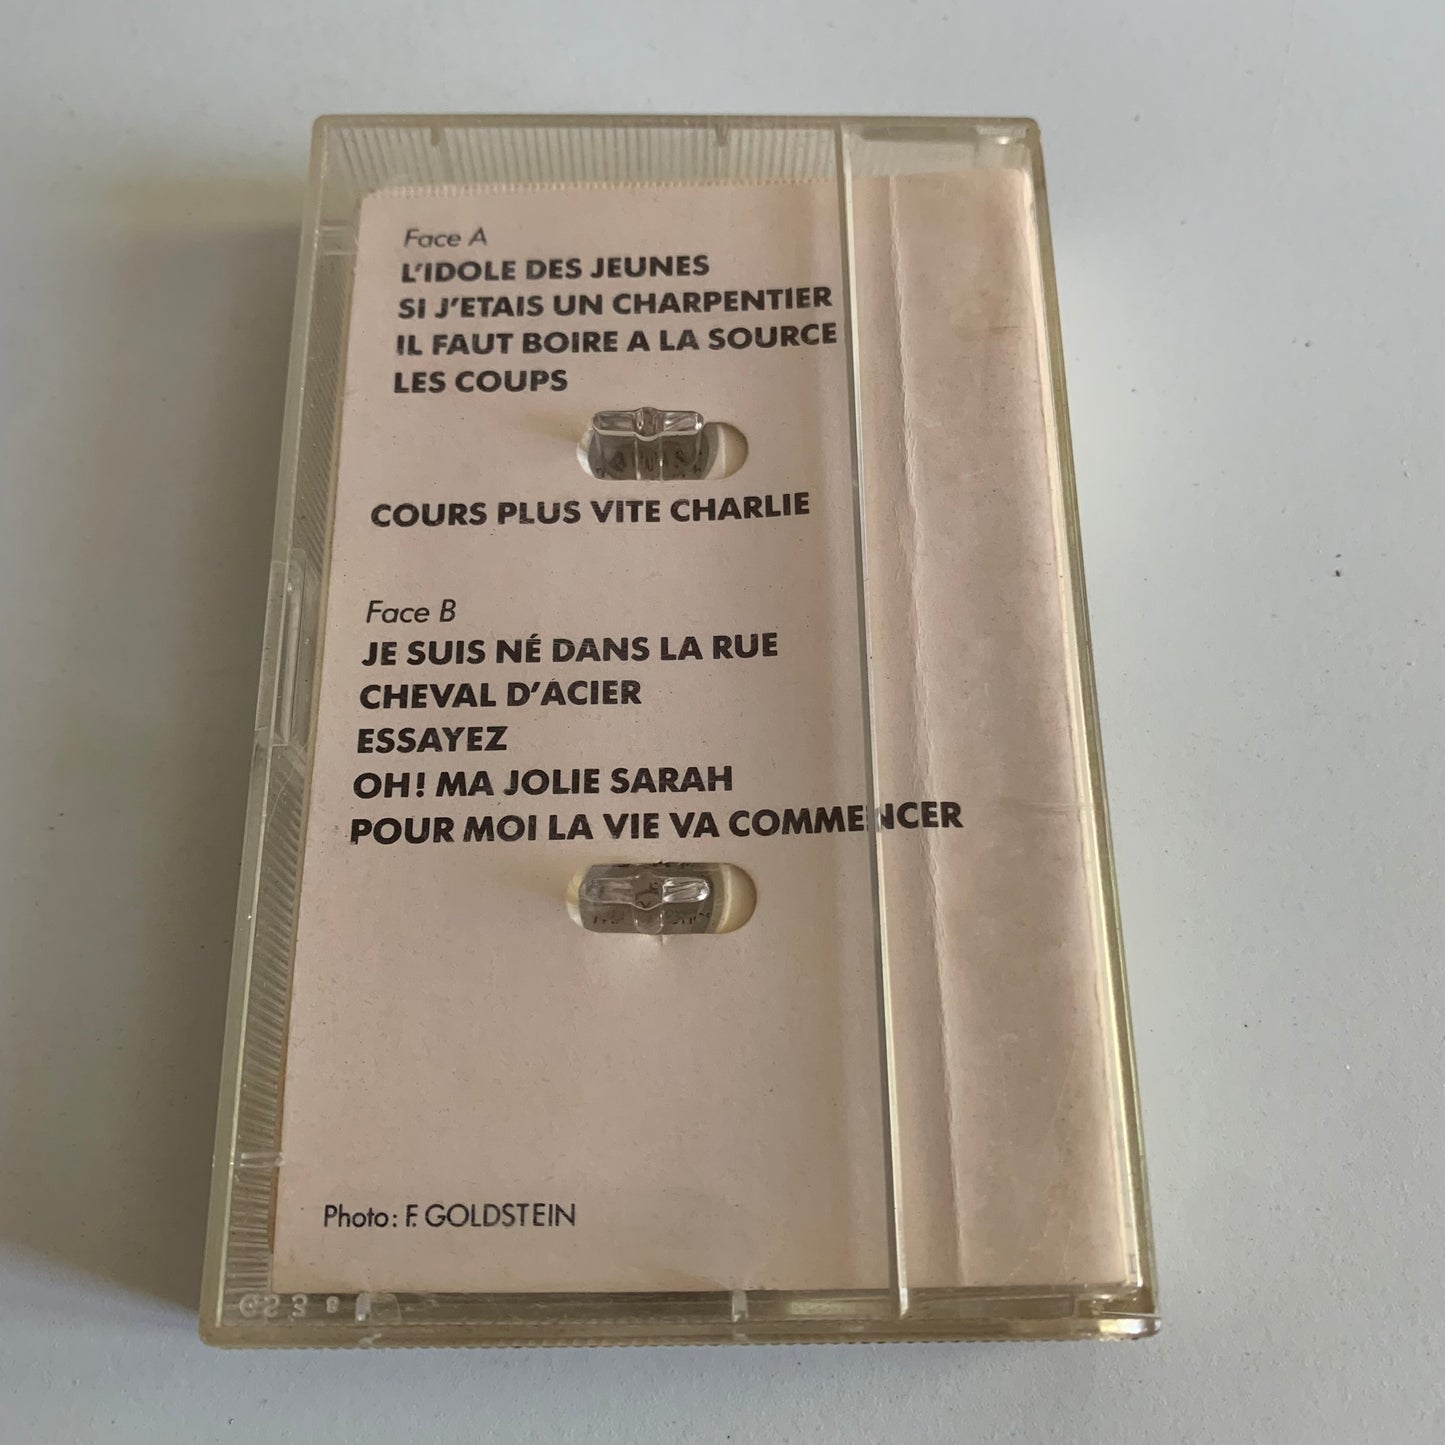 Face A
L'IDOLE DES JEUNES
SI J'ETAIS UN CHARPENTIER
IL FAUT BOIRE A LA SOURCE
LES COUPS
COURS PLUS VITE CHARLIE
Face B
JE SUIS NÉ DANS LA RUE
CHEVAL D'ACIER
ESSAYEZ
OH! MA JOLIE SARAH
POUR MOI LA VIE VA COMMENCER
Photo: F. GOLDSTEIN